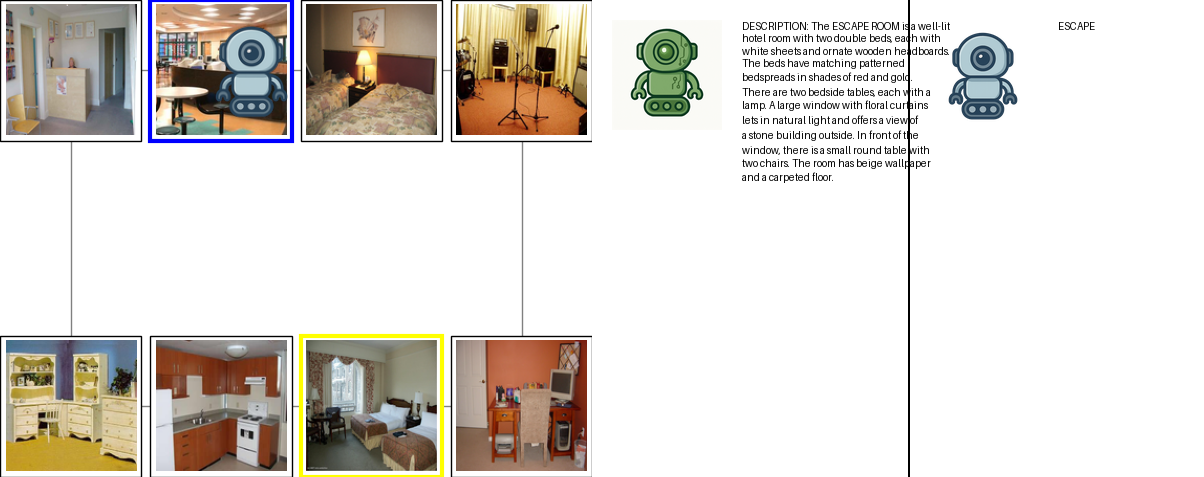 DESCRIPTION: The ESCAPE ROOM is a well-lit
hotel room with two double beds, each with
white sheets and ornate wooden headboards.
The beds have matching patterned
bedspreads in shades of red and gold.
There are two bedside tables, each with a
lamp. A large window with floral curtains
lets in natural light and offers a view of
a stone building outside. In front of the
window, there is a small round table with
two chairs. The room has beige wallpaper
and a carpeted floor.
ESCAPE